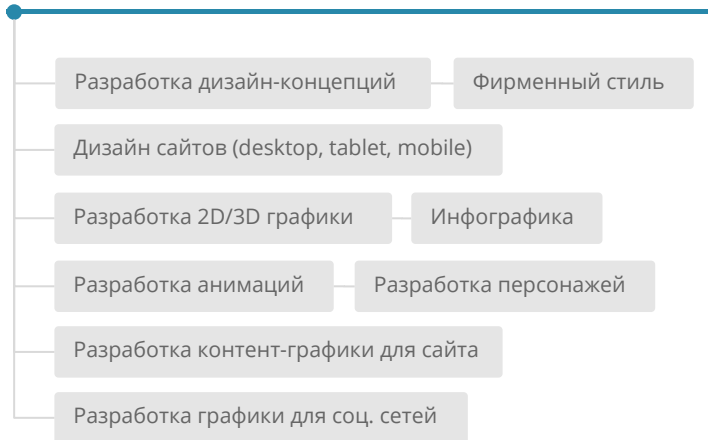 Разработка дизайн-концепций Фирменный стиль
Дизайн сайтов (desktop, tablet, mobile)
Разработка 2D/3D графики Инфографика
Разработка анимаций Разработка персонажей
Разработка контент-графики для сайта
Разработка графики для соц. сетей